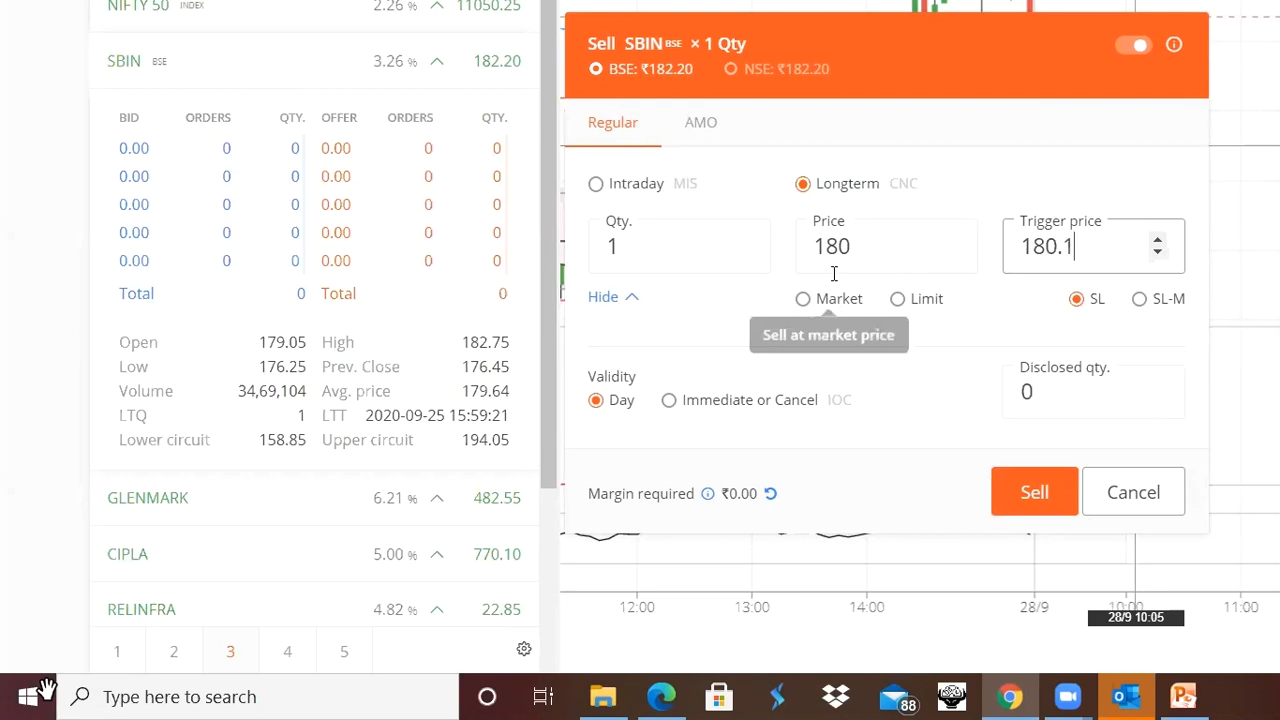 NIFTY 50 INDEX 2.26 % 11050.25
SBIN BSE 3.26 % 182.20
BID ORDERS QTY. OFFER ORDERS QTY.
0.00 0 0 0.00 0 0
0.00 0 0 0.00 0 0
0.00 0 0 0.00 0 0
0.00 0 0 0.00 0 0
0.00 0 0 0.00 0 0
Total 0 Total 0
Open 179.05 High 182.75
Low 176.25 Prev. Close 176.45
Volume 34,69,104 Avg. price 179.64
LTQ 1 LTT 2020-09-25 15:59:21
Lower circuit 158.85 Upper circuit 194.05
GLENMARK 6.21 % 482.55
CIPLA 5.00 % 770.10
RELINFRA 4.82 % 22.85
1 2 3 4 5
Sell SBIN BSE × 1 Qty
BSE: ₹182.20 NSE: ₹182.20
Regular AMO
Intraday MIS Longterm CNC
Qty. Price Trigger price
1 180 180.1
Hide Market Limit SL SL-M
Sell at market price
Validity Disclosed qty.
Day Immediate or Cancel IOC 0
Margin required ₹0.00 Sell Cancel
12:00 13:00 14:00 28/9 10:00 11:00
28/9 10:05
Type here to search 88